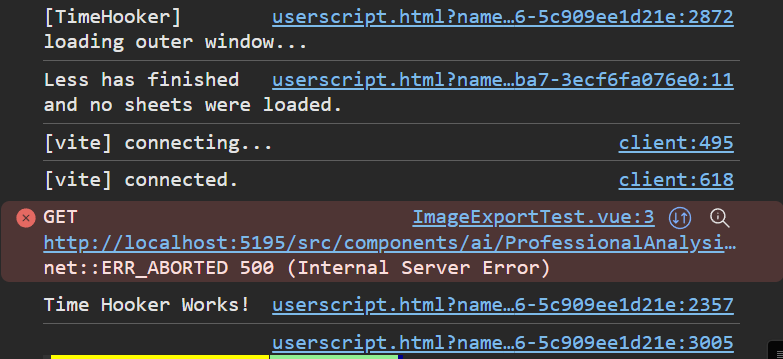 [TimeHooker] userscript.html?name…6-5c909ee1d21e:2872
loading outer window...
Less has finished userscript.html?name…ba7-3ecf6fa076e0:11
and no sheets were loaded.
[vite] connecting... client:495
[vite] connected. client:618
GET ImageExportTest.vue:3
http://localhost:5195/src/components/ai/ProfessionalAnalysi…
net::ERR_ABORTED 500 (Internal Server Error)
Time Hooker Works! userscript.html?name…6-5c909ee1d21e:2357
userscript.html?name…6-5c909ee1d21e:3005